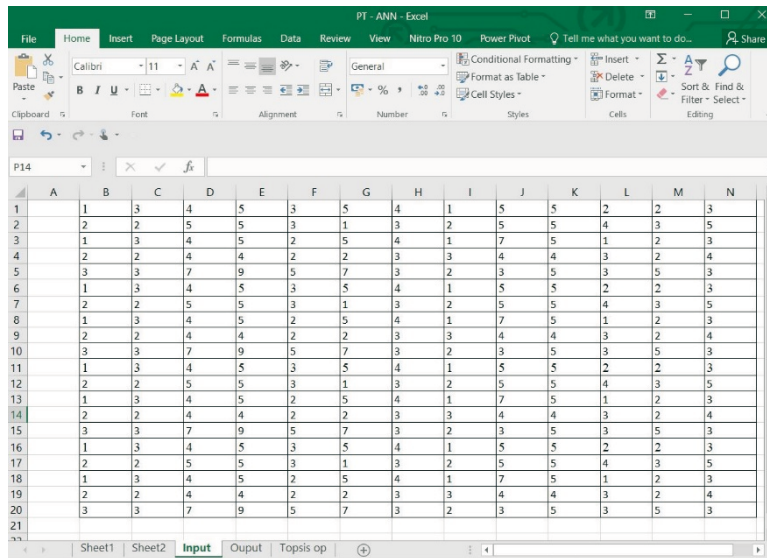 PT - ANN - Excel
File Home Insert Page Layout Formulas Data Review View Nitro Pro 10 Power Pivot Tell me what you want to do... Share
Paste
Calibri 11 A A
B I U A
General
% , .0 .00 .00 .0
Conditional Formatting
Format as Table
Cell Styles
Insert
Delete
Format
Σ A Z
Sort & Find &
Filter Select
Clipboard Font Alignment Number Styles Cells Editing
P14 fx
A B C D E F G H I J K L M N
1 1 3 4 5 3 5 4 1 5 5 2 2 3
2 2 2 5 5 3 1 3 2 5 5 4 3 5
3 1 3 4 5 2 5 4 1 7 5 1 2 3
4 2 2 4 4 2 2 3 3 4 4 3 2 4
5 3 3 7 9 5 7 3 2 3 5 3 5 3
6 1 3 4 5 3 5 4 1 5 5 2 2 3
7 2 2 5 5 3 1 3 2 5 5 4 3 5
8 1 3 4 5 2 5 4 1 7 5 1 2 3
9 2 2 4 4 2 2 3 3 4 4 3 2 4
10 3 3 7 9 5 7 3 2 3 5 3 5 3
11 1 3 4 5 3 5 4 1 5 5 2 2 3
12 2 2 5 5 3 1 3 2 5 5 4 3 5
13 1 3 4 5 2 5 4 1 7 5 1 2 3
14 2 2 4 4 2 2 3 3 4 4 3 2 4
15 3 3 7 9 5 7 3 2 3 5 3 5 3
16 1 3 4 5 3 5 4 1 5 5 2 2 3
17 2 2 5 5 3 1 3 2 5 5 4 3 5
18 1 3 4 5 2 5 4 1 7 5 1 2 3
19 2 2 4 4 2 2 3 3 4 4 3 2 4
20 3 3 7 9 5 7 3 2 3 5 3 5 3
21
Sheet1 Sheet2 Input Ouput Topsis op